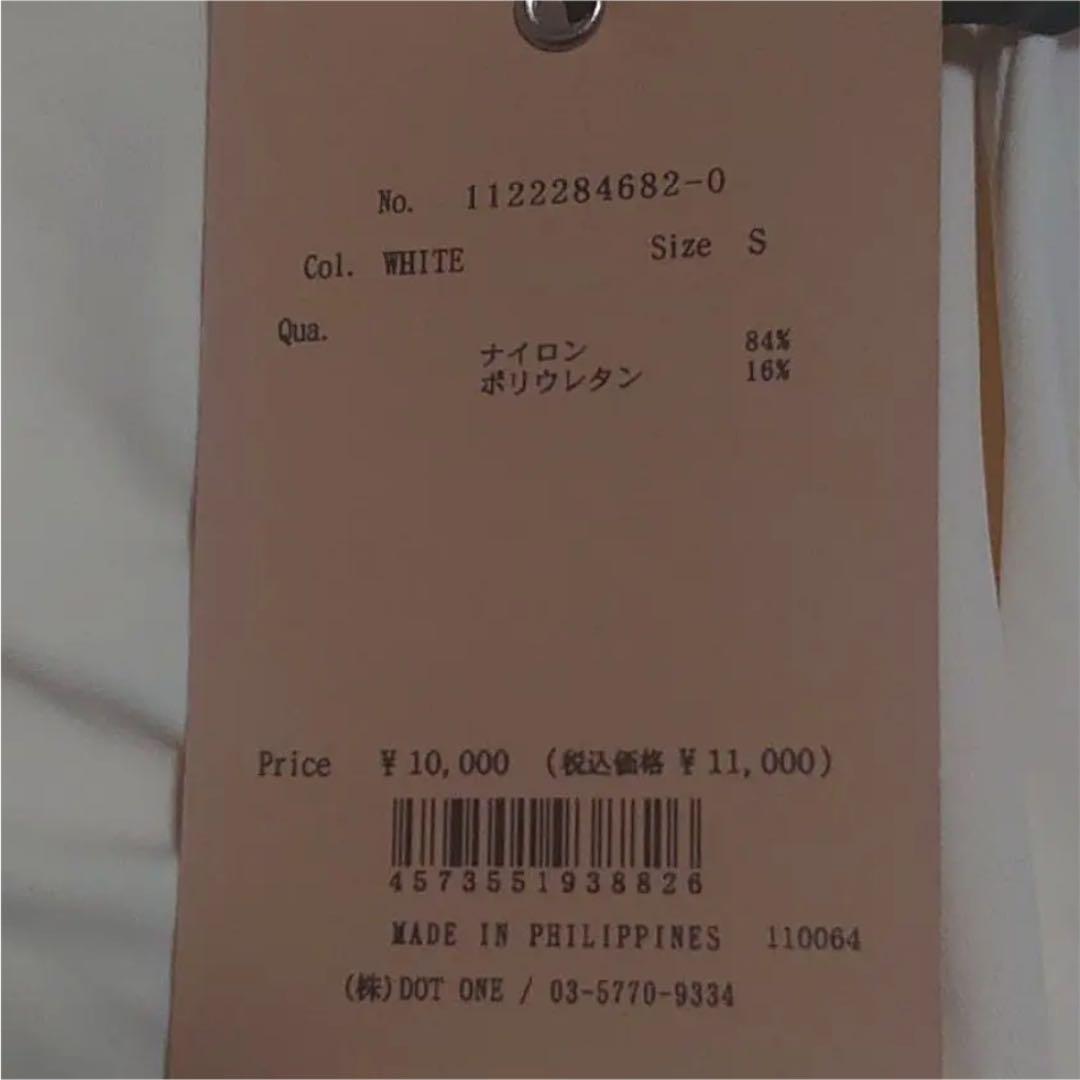 No. 1122284682-0
Col. WHITE Size S
Qua.
ナイロン 84%
ポリウレタン 16%
Price ¥10,000 (税込価格 ¥11,000)
4573551938826
MADE IN PHILIPPINES 110064
(株)DOT ONE / 03-5770-9334